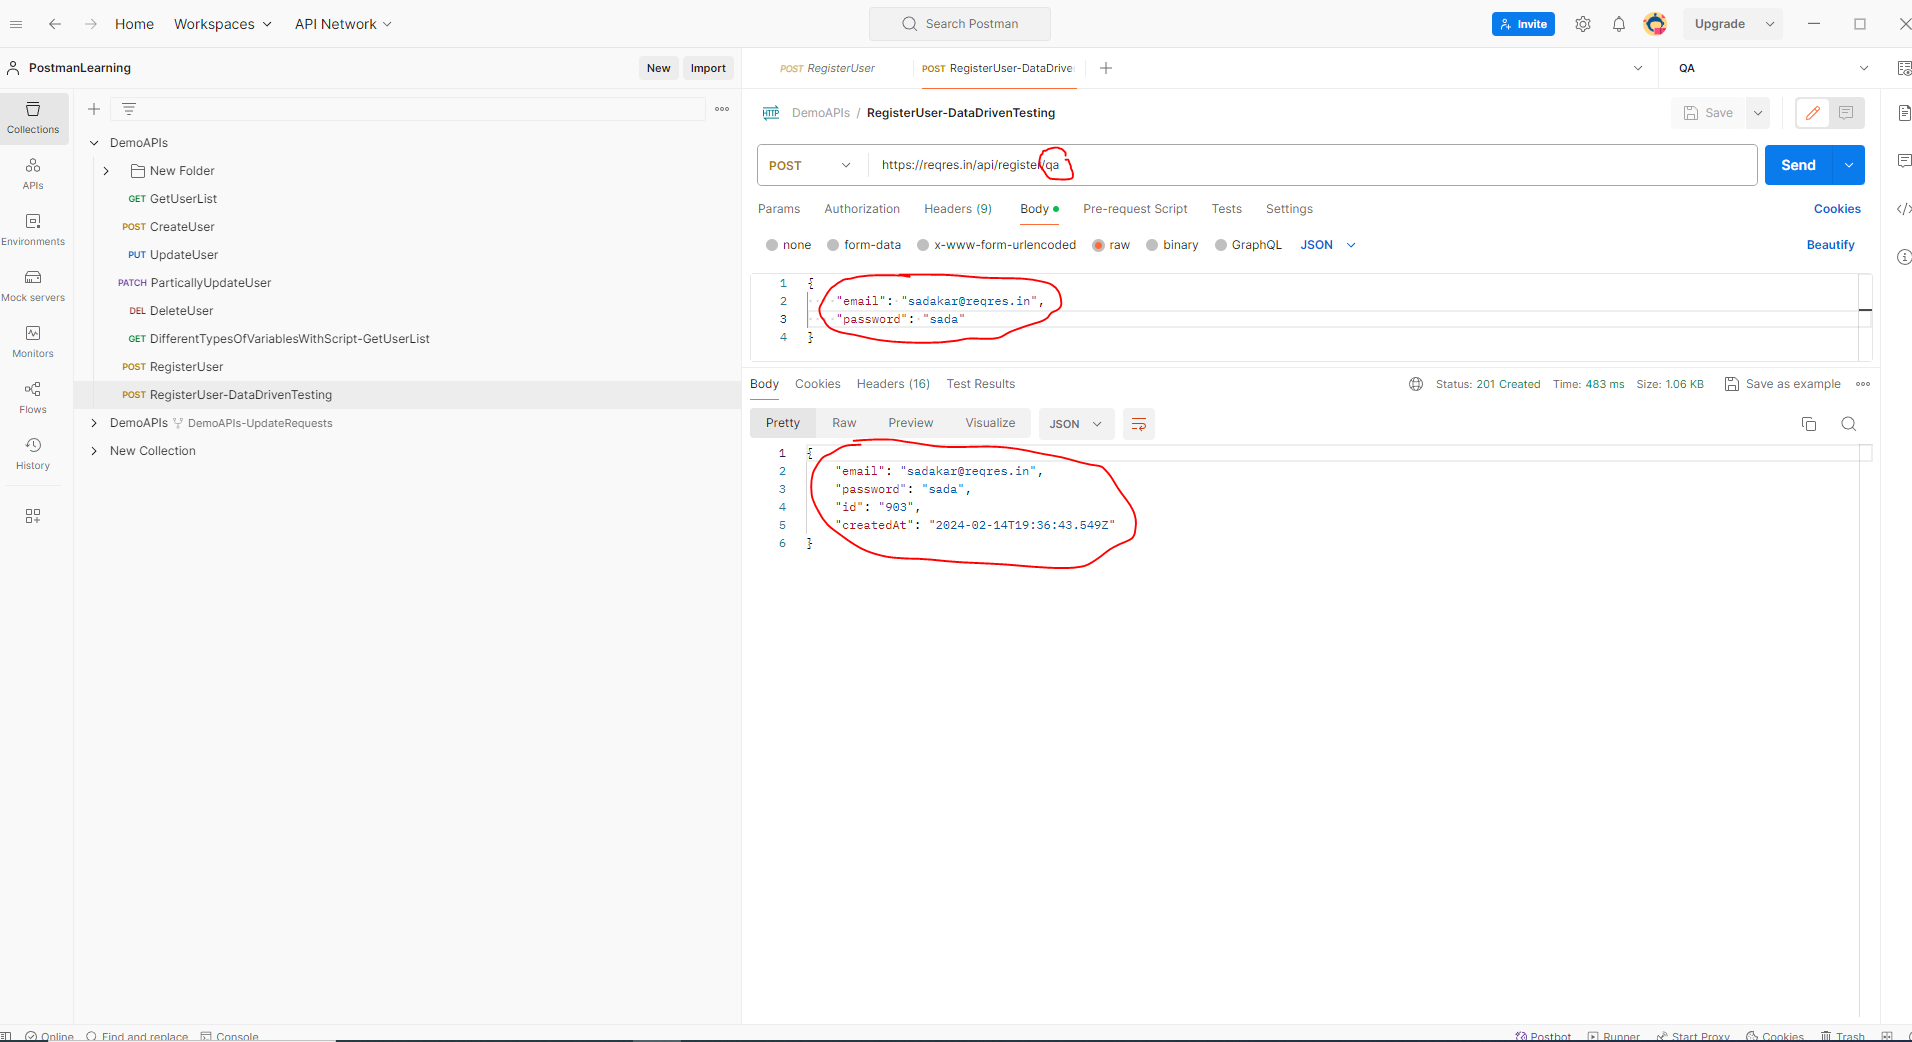 Home Workspaces API Network Search Postman Invite Upgrade
PostmanLearning New Import
POST RegisterUser POST RegisterUser-DataDrive QA
Collections
APIs
Environments
Mock servers
Monitors
Flows
History
DemoAPIs
New Folder
GET GetUserList
POST CreateUser
PUT UpdateUser
PATCH ParticallyUpdateUser
DEL DeleteUser
GET DifferentTypesOfVariablesWithScript-GetUserList
POST RegisterUser
POST RegisterUser-DataDrivenTesting
DemoAPIs DemoAPIs-UpdateRequests
New Collection
HTTP DemoAPIs / RegisterUser-DataDrivenTesting Save
POST https://reqres.in/api/register/qa Send
Params Authorization Headers (9) Body Pre-request Script Tests Settings Cookies
none form-data x-www-form-urlencoded raw binary GraphQL JSON Beautify
1 {
2 "email": "sadakar@reqres.in",
3 "password": "sada"
4 }
Body Cookies Headers (16) Test Results Status: 201 Created Time: 483 ms Size: 1.06 KB Save as example
Pretty Raw Preview Visualize JSON
1 {
2 "email": "sadakar@reqres.in",
3 "password": "sada",
4 "id": "903",
5 "createdAt": "2024-02-14T19:36:43.549Z"
6 }
Online Find and replace Console Postbot Runner Start Proxy Cookies Trash